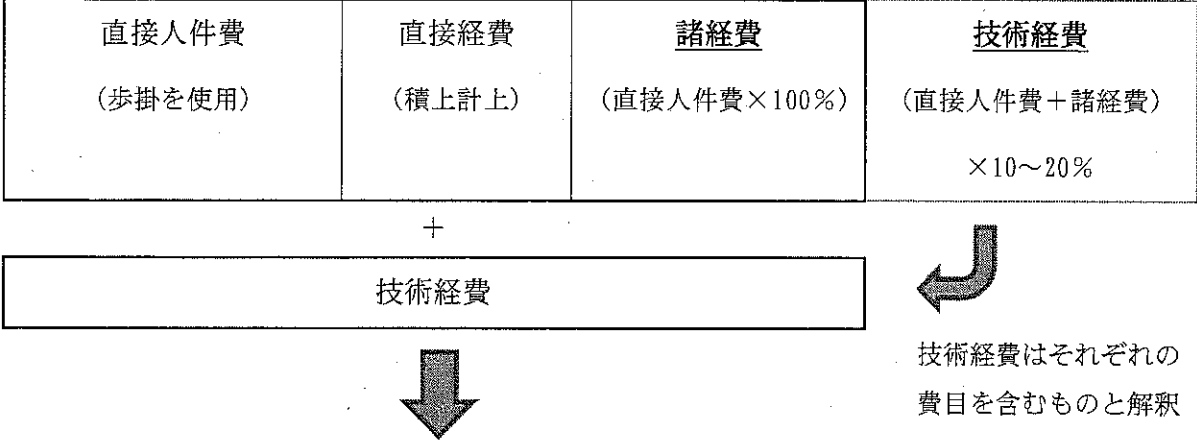 直接人件費
(歩掛を使用)
直接経費
(積上計上)
諸経費
(直接人件費×100%)
技術経費
(直接人件費+諸経費)
×10~20%
+
技術経費
技術経費はそれぞれの
費目を含むものと解釈